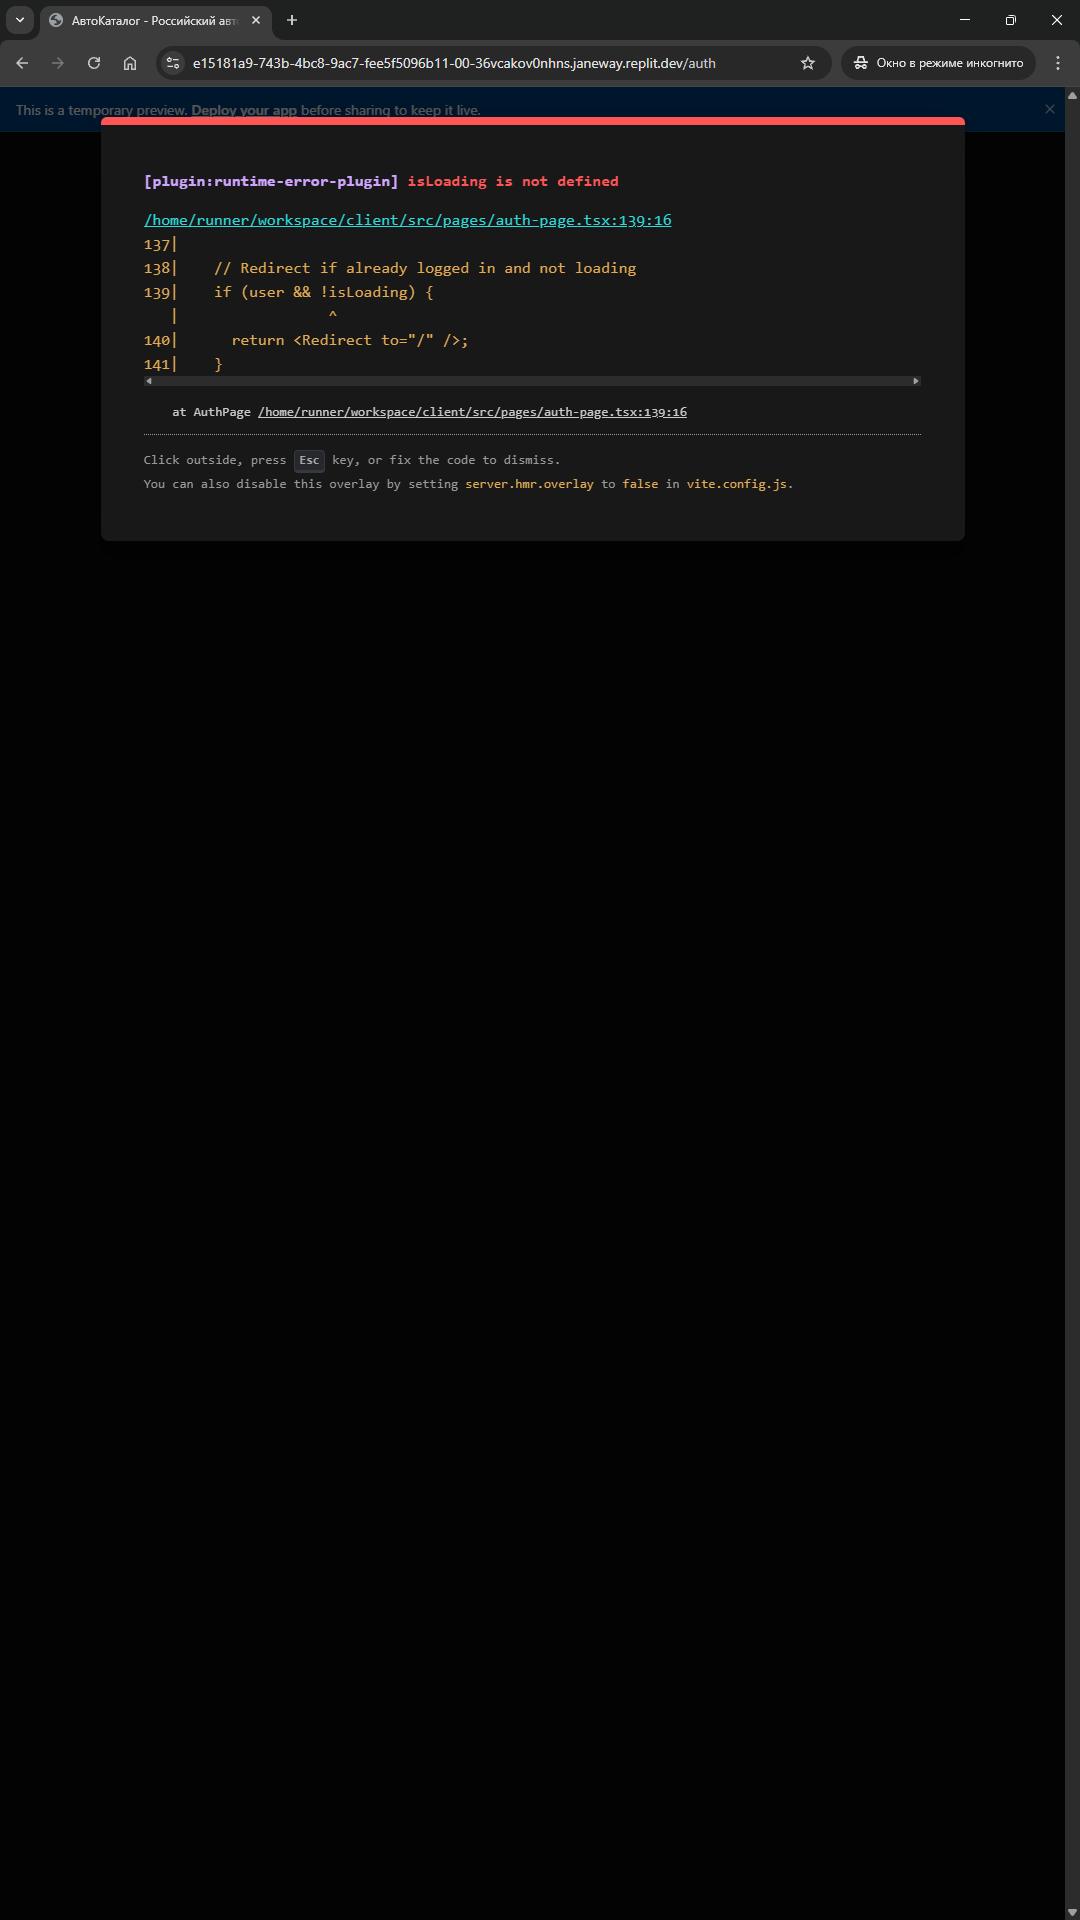 АвтоКаталог - Российский авт
e15181a9-743b-4bc8-9ac7-fee5f5096b11-00-36vcakov0nhns.janeway.replit.dev/auth
Окно в режиме инкогнито
This is a temporary preview. Deploy your app before sharing to keep it live.
[plugin:runtime-error-plugin] isLoading is not defined
/home/runner/workspace/client/src/pages/auth-page.tsx:139:16
137|
138|    // Redirect if already logged in and not loading
139|    if (user && !isLoading) {
   |                 ^
140|      return <Redirect to="/" />;
141|    }
at AuthPage /home/runner/workspace/client/src/pages/auth-page.tsx:139:16
Click outside, press Esc key, or fix the code to dismiss.
You can also disable this overlay by setting server.hmr.overlay to false in vite.config.js.